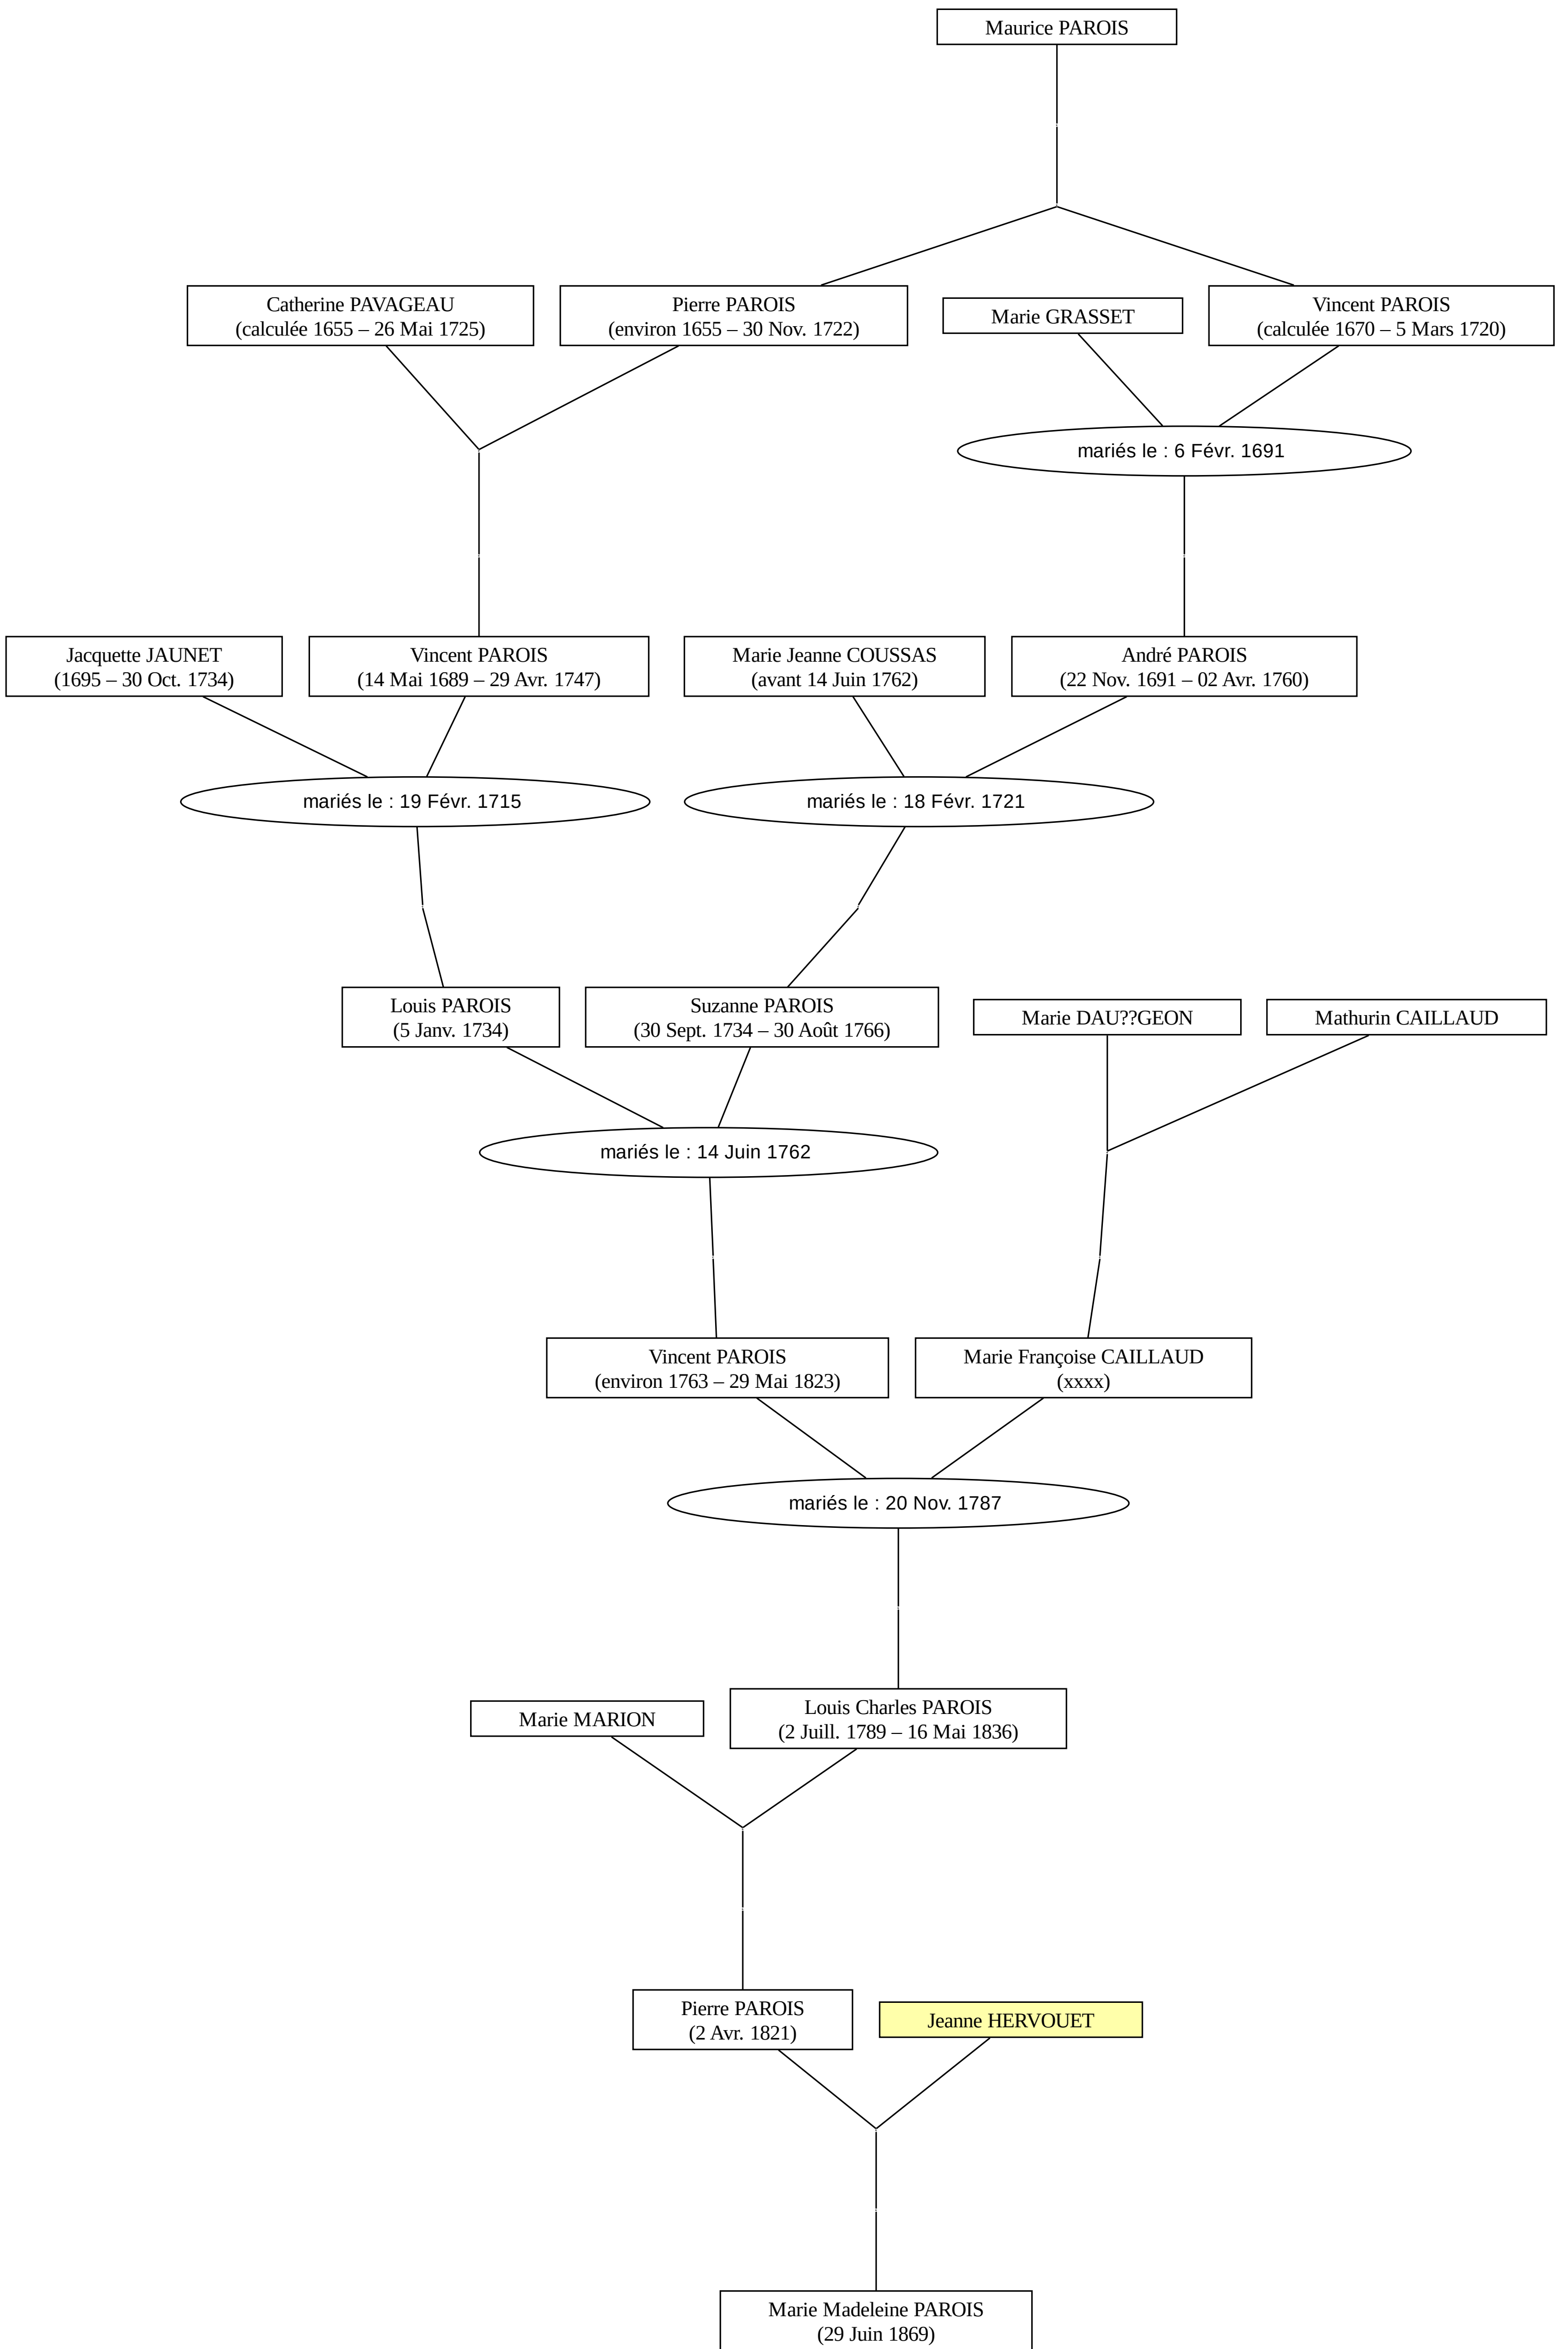 Maurice PAROIS
Catherine PAVAGEAU
(calculée 1655 – 26 Mai 1725)
Pierre PAROIS
(environ 1655 – 30 Nov. 1722)
Marie GRASSET
Vincent PAROIS
(calculée 1670 – 5 Mars 1720)
mariés le : 6 Févr. 1691
Jacquette JAUNET
(1695 – 30 Oct. 1734)
Vincent PAROIS
(14 Mai 1689 – 29 Avr. 1747)
Marie Jeanne COUSSAS
(avant 14 Juin 1762)
André PAROIS
(22 Nov. 1691 – 02 Avr. 1760)
mariés le : 19 Févr. 1715
mariés le : 18 Févr. 1721
Louis PAROIS
(5 Janv. 1734)
Suzanne PAROIS
(30 Sept. 1734 – 30 Août 1766)
Marie DAU??GEON
Mathurin CAILLAUD
mariés le : 14 Juin 1762
Vincent PAROIS
(environ 1763 – 29 Mai 1823)
Marie Françoise CAILLAUD
(xxxx)
mariés le : 20 Nov. 1787
Marie MARION
Louis Charles PAROIS
(2 Juill. 1789 – 16 Mai 1836)
Pierre PAROIS
(2 Avr. 1821)
Jeanne HERVOUET
Marie Madeleine PAROIS
(29 Juin 1869)